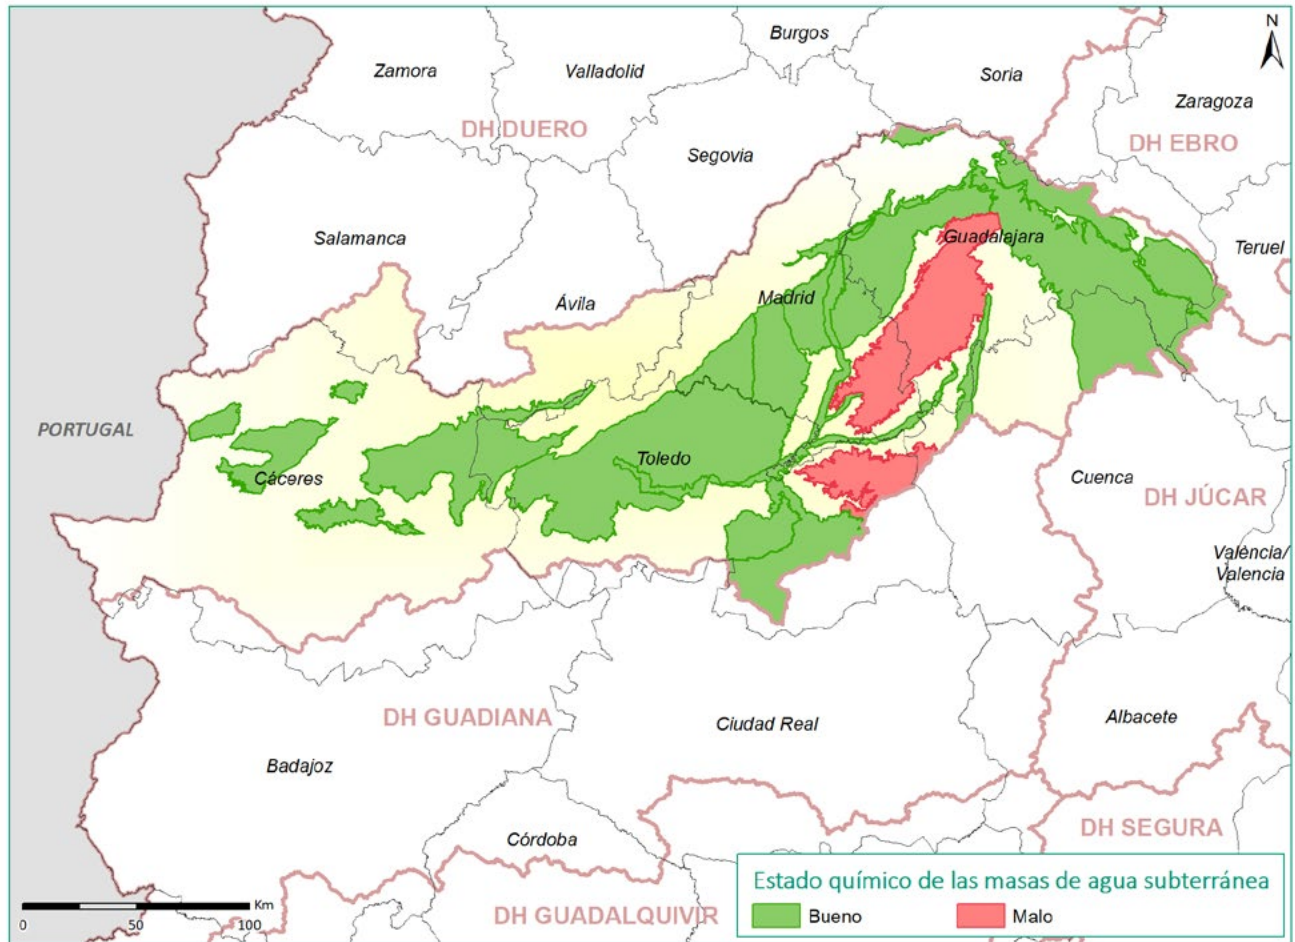 Burgos
N
Zamora
Valladolid
Soria
Zaragoza
DH DUERO
DH EBRO
Segovia
Salamanca
Guadalajara
Teruel
Ávila
Madrid
PORTUGAL
Toledo
Cáceres
Cuenca
DH JÚCAR
València/
Valencia
DH GUADIANA
Ciudad Real
Albacete
Badajoz
Córdoba
DH SEGURA
Estado químico de las masas de agua subterránea
Bueno
Malo
DH GUADALQUIVIR
Km
0 50 100